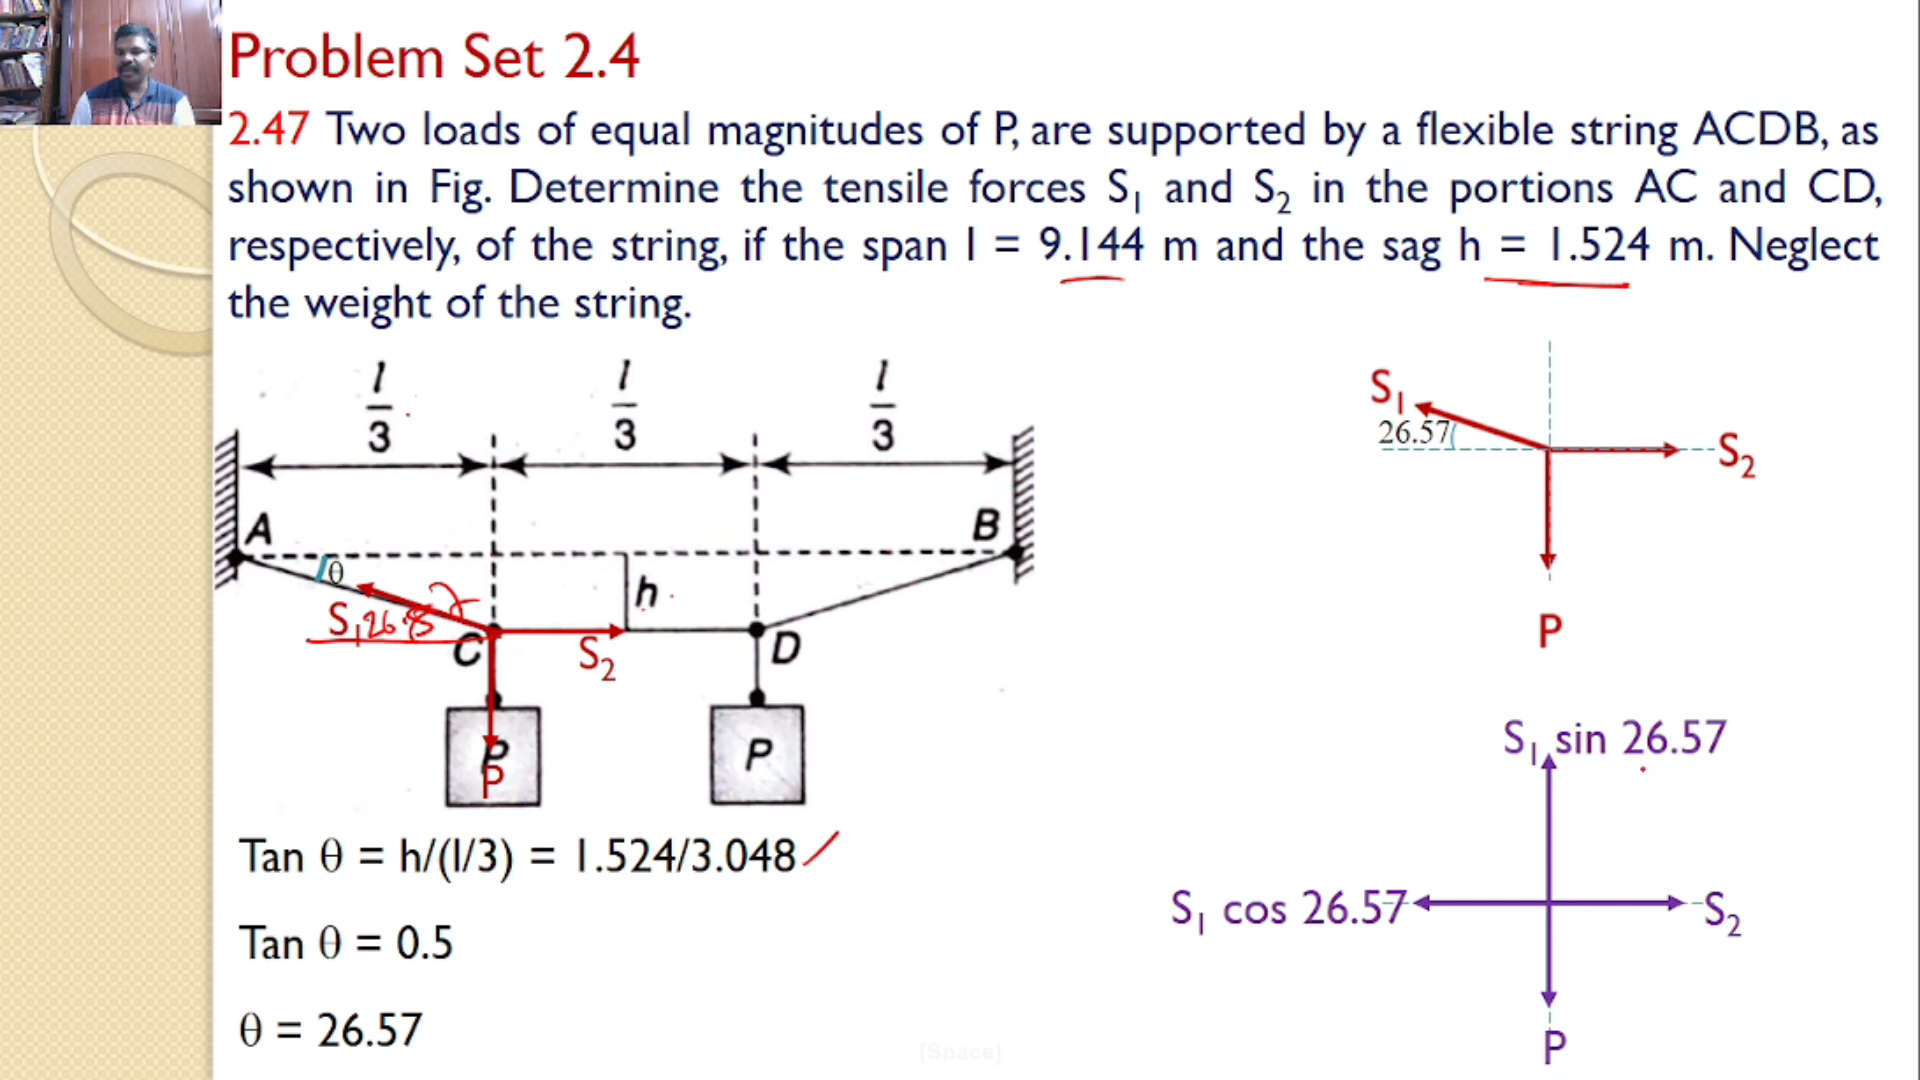 Problem Set 2.4
2.47 Two loads of equal magnitudes of P, are supported by a flexible string ACDB, as
shown in Fig. Determine the tensile forces S₁ and S₂ in the portions AC and CD,
respectively, of the string, if the span l = 9.144 m and the sag h = 1.524 m. Neglect
the weight of the string.
l/3 l/3 l/3
A B
θ
h
S₁
C S₂ D
P P
P
S₁
26.57
S₂
P
S₁ sin 26.57
S₁ cos 26.57 S₂
P
Tan θ = h/(l/3) = 1.524/3.048
Tan θ = 0.5
θ = 26.57
[Space]